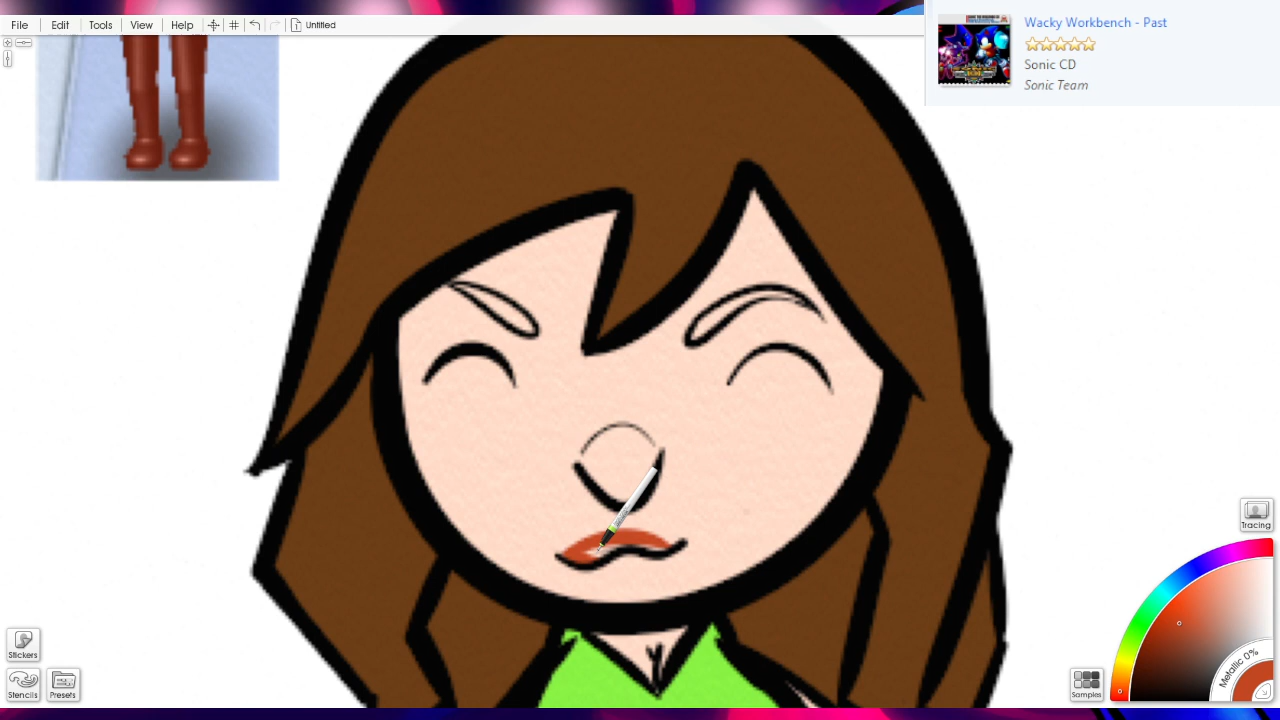 File Edit Tools View Help Untitled
Wacky Workbench - Past
Sonic CD
Sonic Team
Tracing
Stickers
Stencils Presets
Samples
Metallic 0%